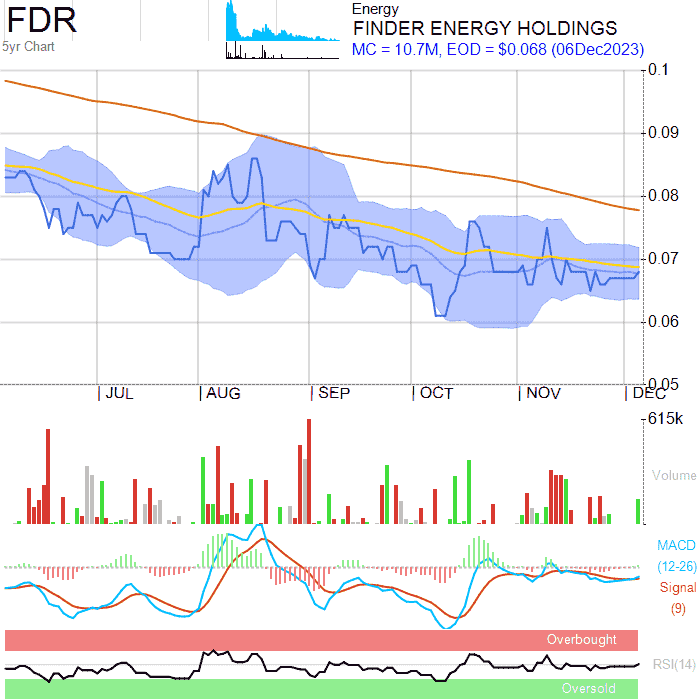 FDR
5yr Chart
Energy
FINDER ENERGY HOLDINGS
MC = 10.7M, EOD = $0.068 (06Dec2023)
0.1
0.09
0.08
0.07
0.06
0.05
JUL AUG SEP OCT NOV DEC
615k
Volume
MACD
(12-26)
Signal
(9)
Overbought
RSI(14)
Oversold